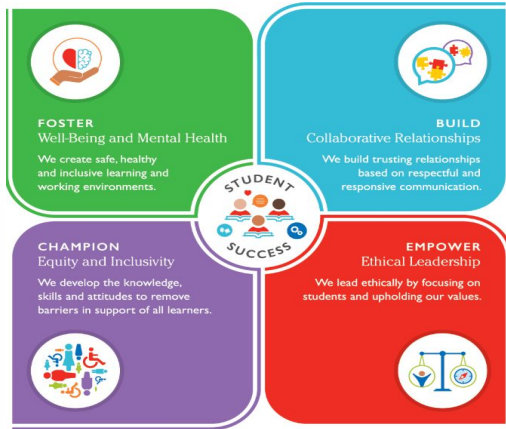 FOSTER
Well-Being and Mental Health
We create safe, healthy
and inclusive learning and
working environments.
BUILD
Collaborative Relationships
We build trusting relationships
based on respectful and
responsive communication.
STUDENT
SUCCESS
CHAMPION
Equity and Inclusivity
We develop the knowledge,
skills and attitudes to remove
barriers in support of all learners.
EMPOWER
Ethical Leadership
We lead ethically by focusing on
students and upholding our values.